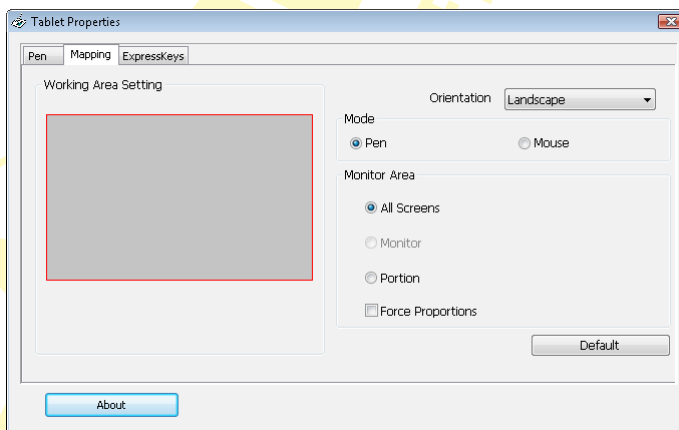 Tablet Properties
Pen Mapping ExpressKeys
Working Area Setting
Orientation Landscape
Mode
Pen Mouse
Monitor Area
All Screens
Monitor
Portion
Force Proportions
Default
About